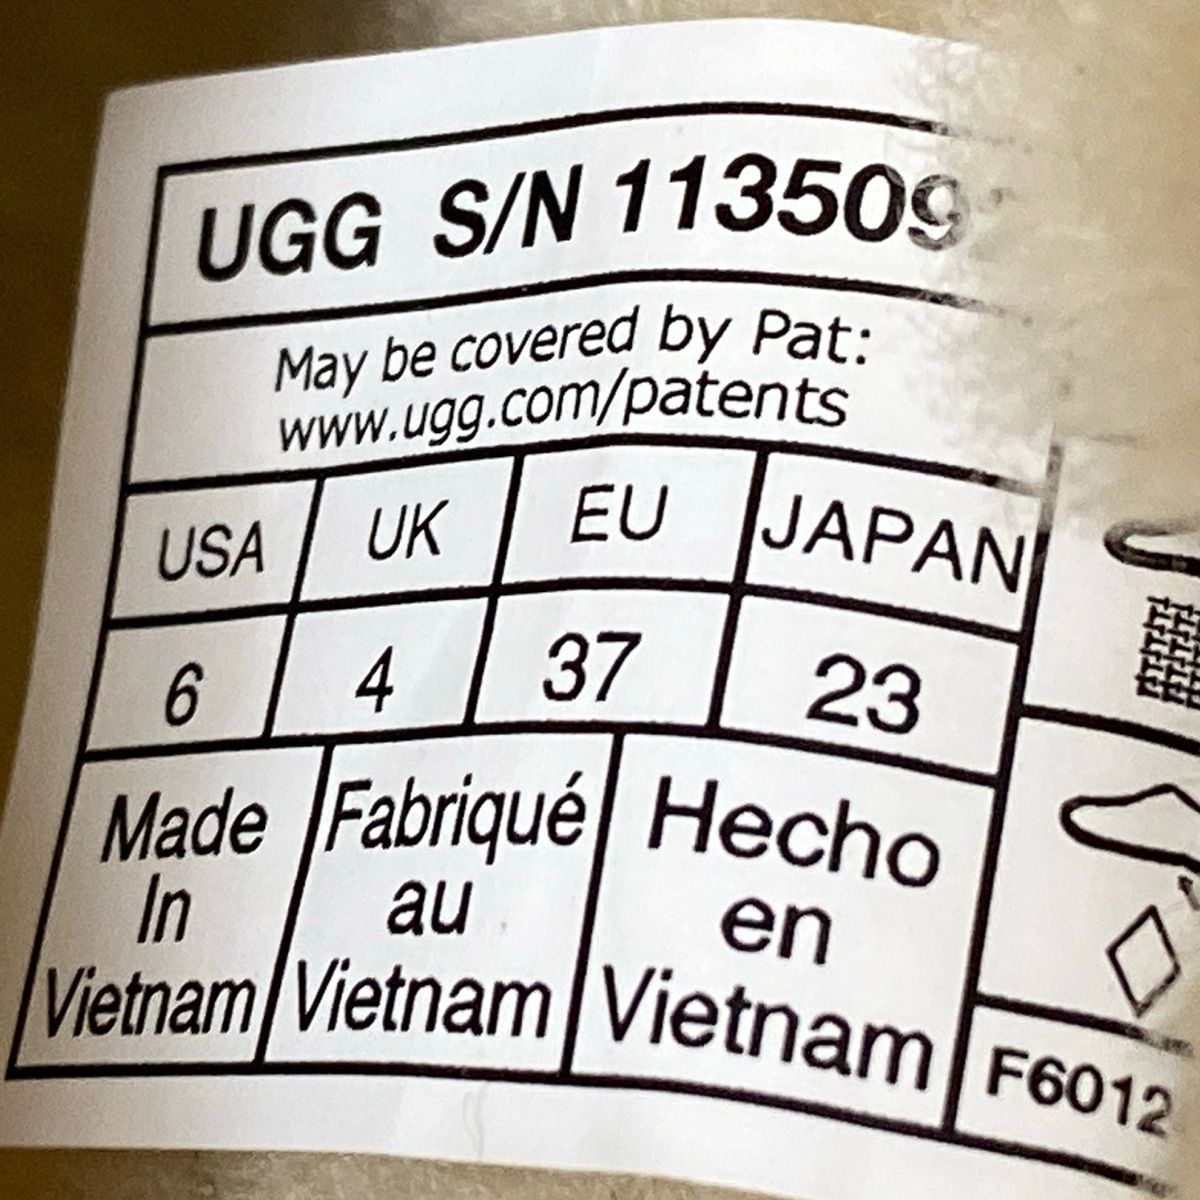 UGG S/N 113509
May be covered by Pat:
www.ugg.com/patents
USA UK EU JAPAN
6 4 37 23
Made In Vietnam
Fabriqué au Vietnam
Hecho en Vietnam
F6012